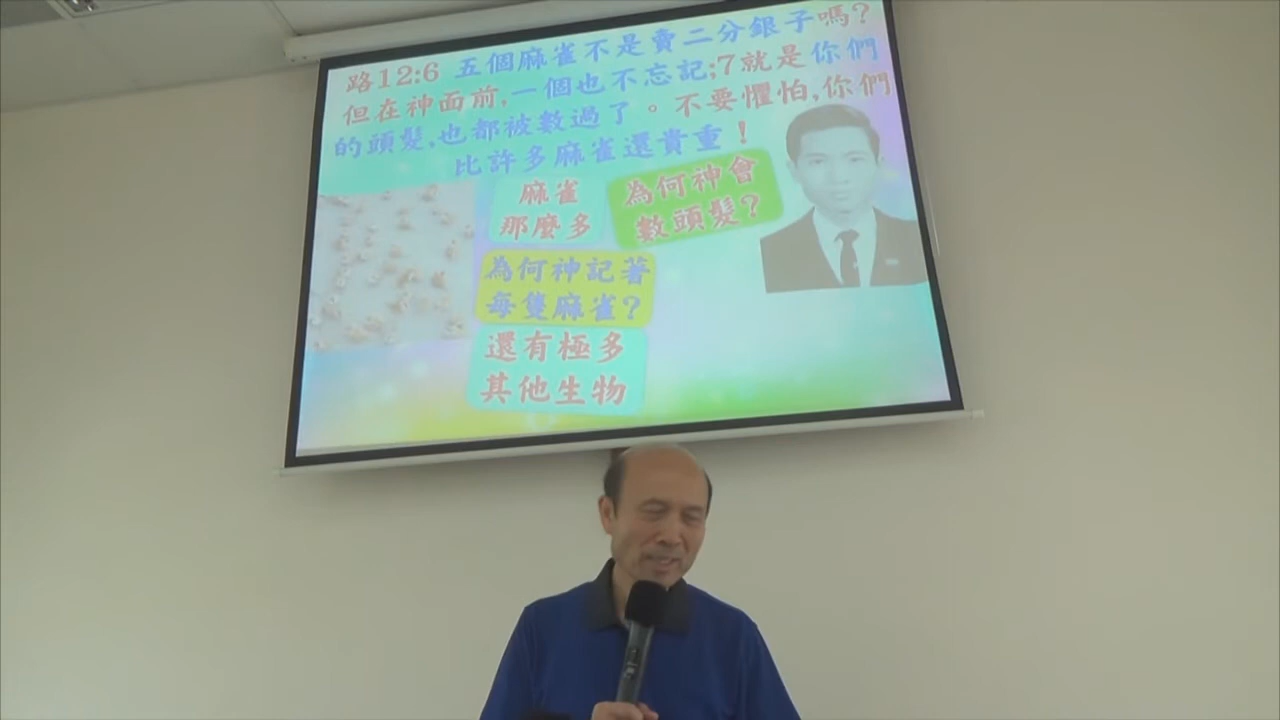 路12:6 五個麻雀不是賣二分銀子嗎?
但在神面前,一個也不忘記;7就是你們
的頭髮,也都被數過了。不要懼怕,你們
比許多麻雀還貴重!
麻雀
那麼多
為何神會
數頭髮?
為何神記著
每隻麻雀?
還有極多
其他生物